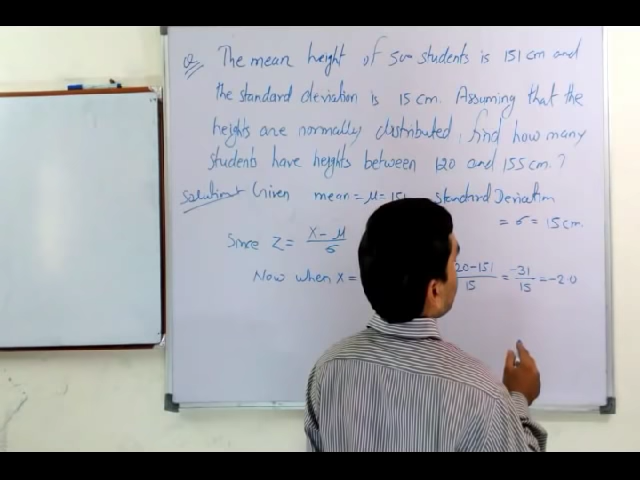 Q. The mean height of 500 students is 151 cm and
the standard deviation is 15 cm. Assuming that the
heights are normally distributed, find how many
students have heights between 120 and 155 cm.?
Solution:- Given mean = μ = 151 Standard Deviation
= σ = 15 cm.
Since Z = X - μ / σ
Now when X = 20-151 / 15 = -31 / 15 = -2.0